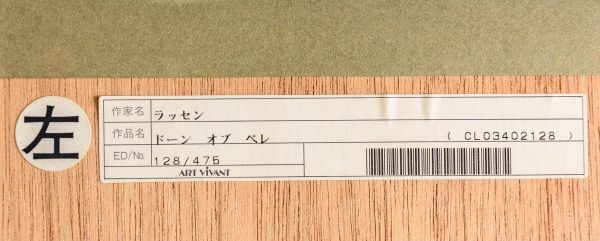 左
作家名 ラッセン
作品名 ドーン オブ ペレ ( CL03402128 )
ED/No. 128/475
ART VIVANT